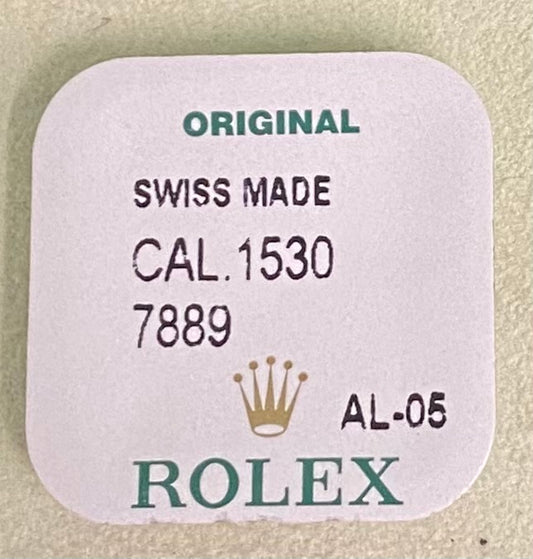 ORIGINAL
SWISS MADE
CAL.1530
7889
AL-05
ROLEX